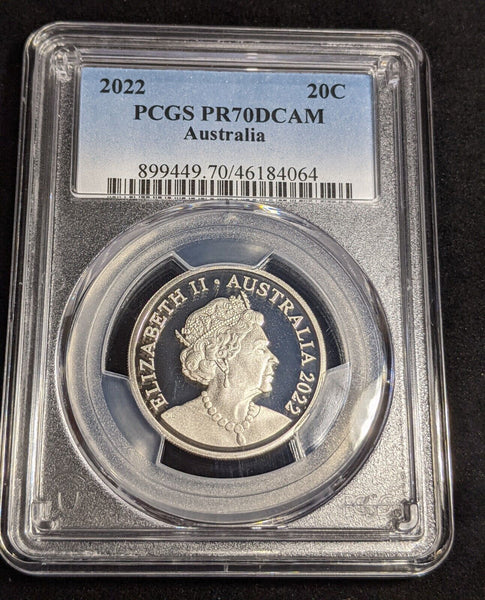 2022 20C
PCGS PR70DCAM
Australia
899449.70/46184064
ELIZABETH II • AUSTRALIA 2022